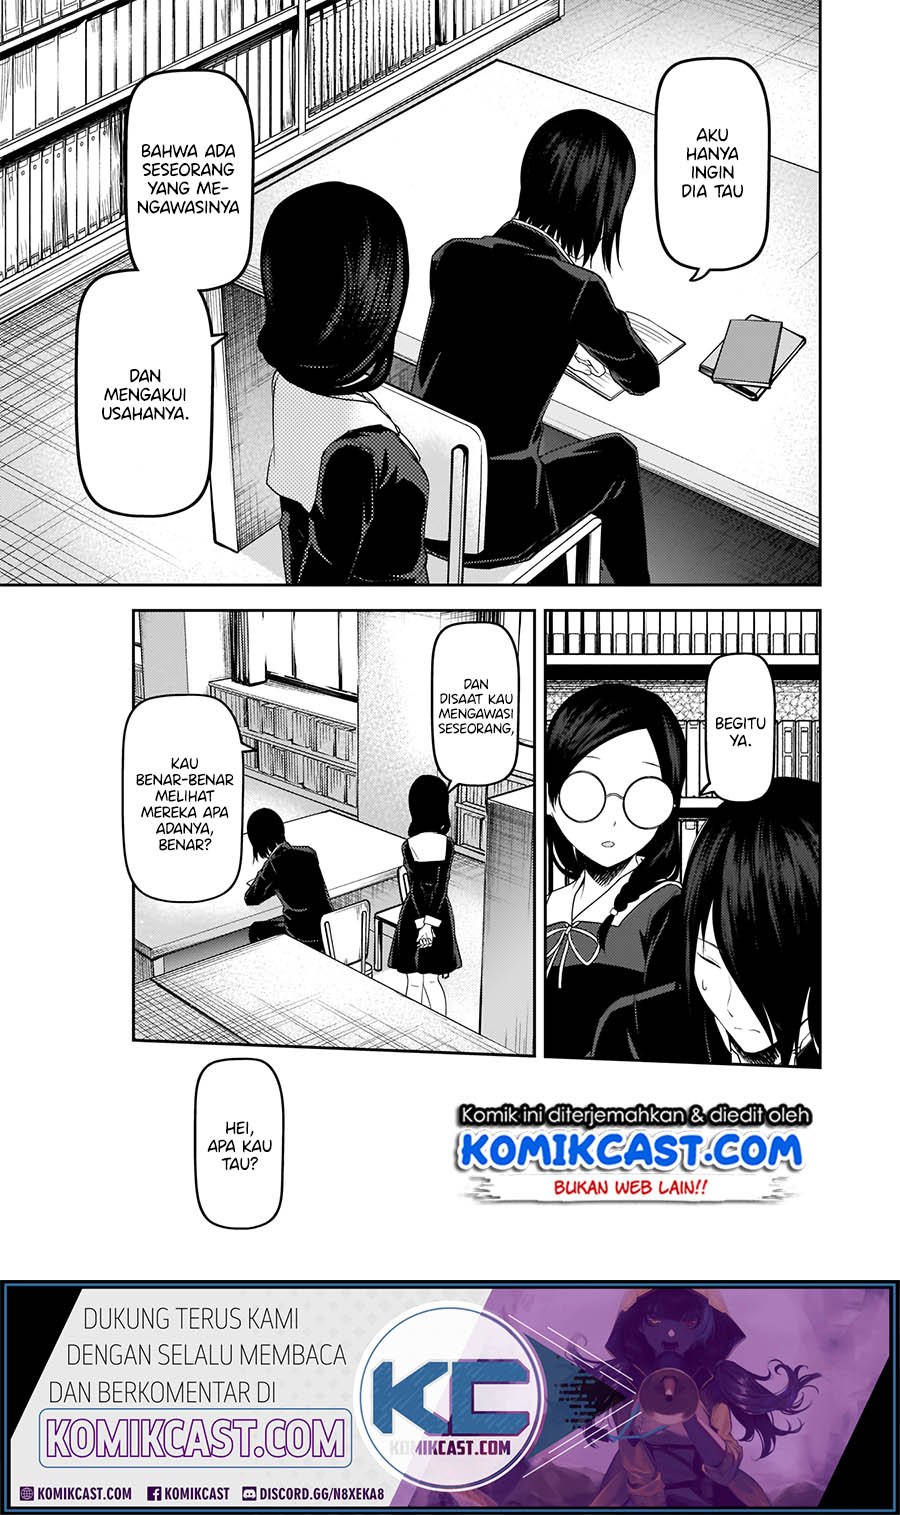 AKU
HANYA
INGIN
DIA TAU
BAHWA ADA
SESEORANG
YANG ME-
NGAWASINYA
DAN
MENGAKUI
USAHANYA.
BEGITU
YA.
DAN
DISAAT KAU
MENGAWASI
SESEORANG,
KAU
BENAR-BENAR
MELIHAT
MEREKA APA
ADANYA,
BENAR?
HEI,
APA KAU
TAU?
Komik ini diterjemahkan & diedit oleh
KOMIKCAST.COM
BUKAN WEB LAIN!!
DUKUNG TERUS KAMI
DENGAN SELALU MEMBACA
DAN BERKOMENTAR DI
KOMIKCAST.COM
KC
KOMIKCAST.COM
KOMIKCAST.COM KOMIKCAST DISCORD.GG/N8XEKA8